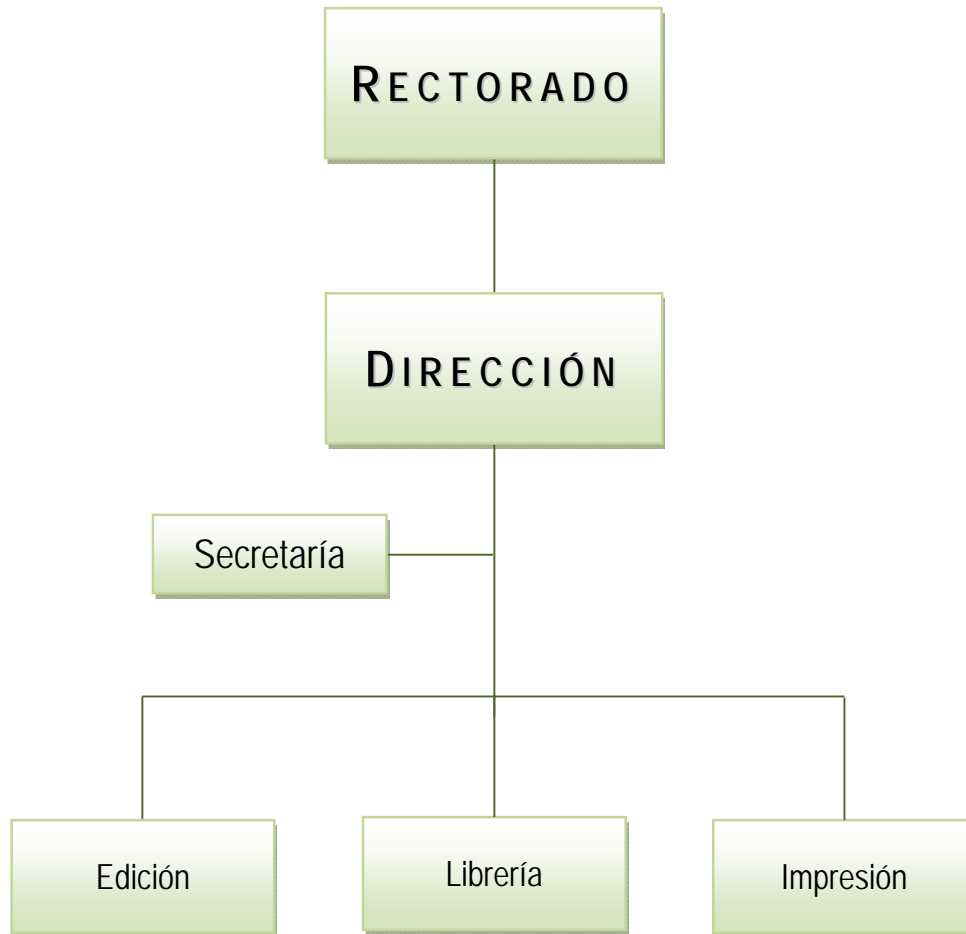 RECTORADO
DIRECCIÓN
Secretaría
Edición
Librería
Impresión